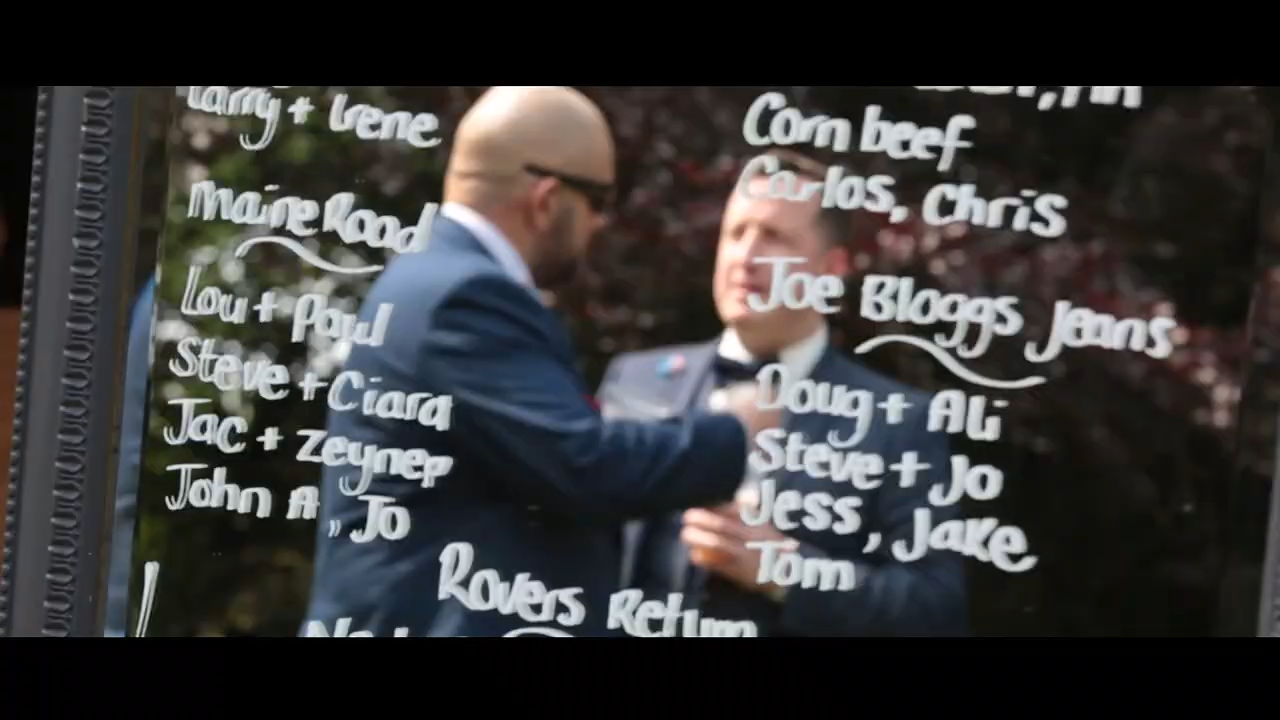 Larry + Irene
Maine Road
Lou + Paul
Steve + Ciara
Jac + Zeynep
John A ,, Jo
Corn beef
Carlos, Chris
Joe Bloggs Jeans
Doug + Ali
Steve + Jo
Jess, Jake
Tom
Rovers Return